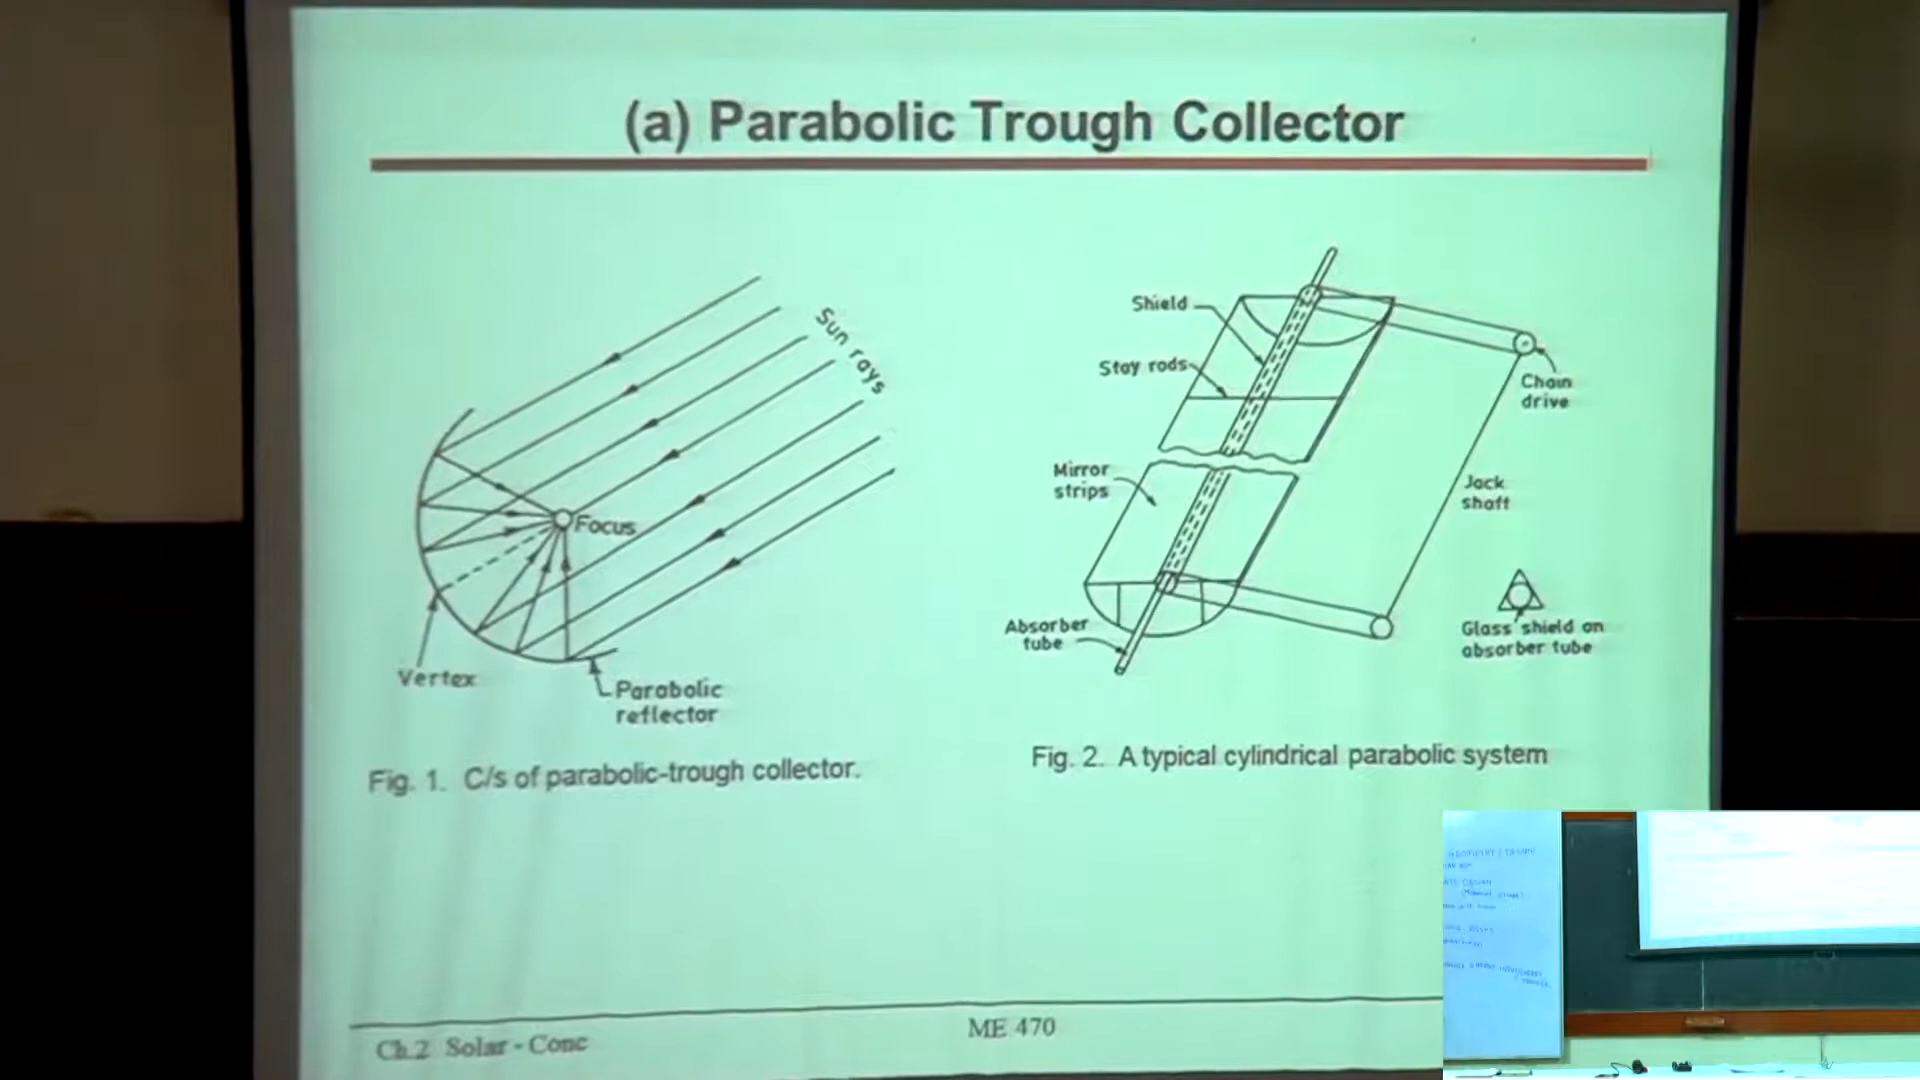 (a) Parabolic Trough Collector
Sun rays
Focus
Vertex
Parabolic
reflector
Fig. 1. C/s of parabolic-trough collector.
Shield
Stay rods
Chain
drive
Mirror
strips
Jack
shaft
Absorber
tube
Glass shield on
absorber tube
Fig. 2. A typical cylindrical parabolic system
Ch.2 Solar - Conc
ME 470